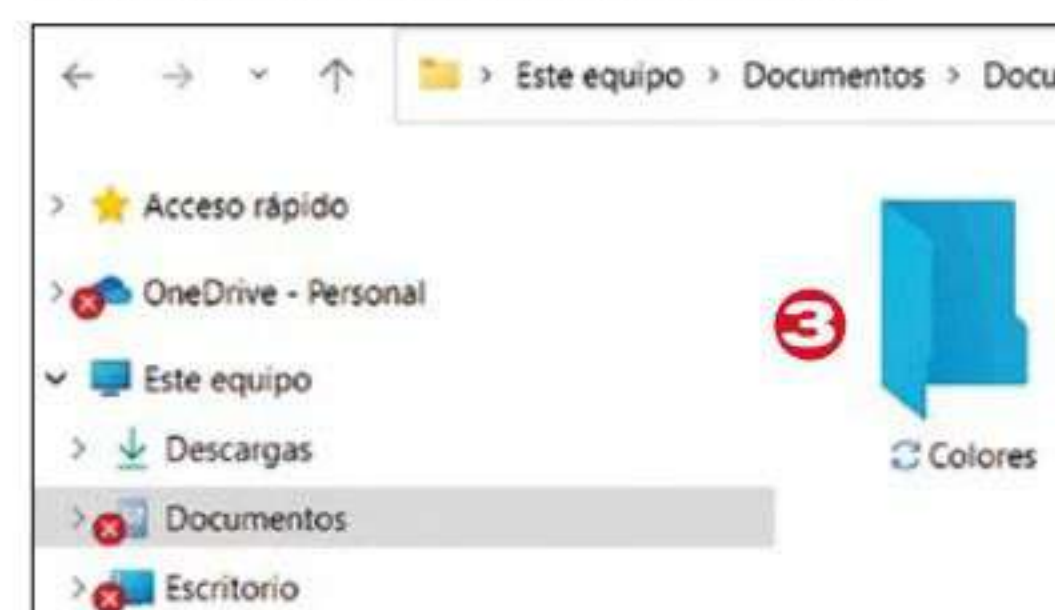 Este equipo > Documentos > Docu
Acceso rápido
OneDrive - Personal
Este equipo
Descargas
Documentos
Escritorio
3
Colores